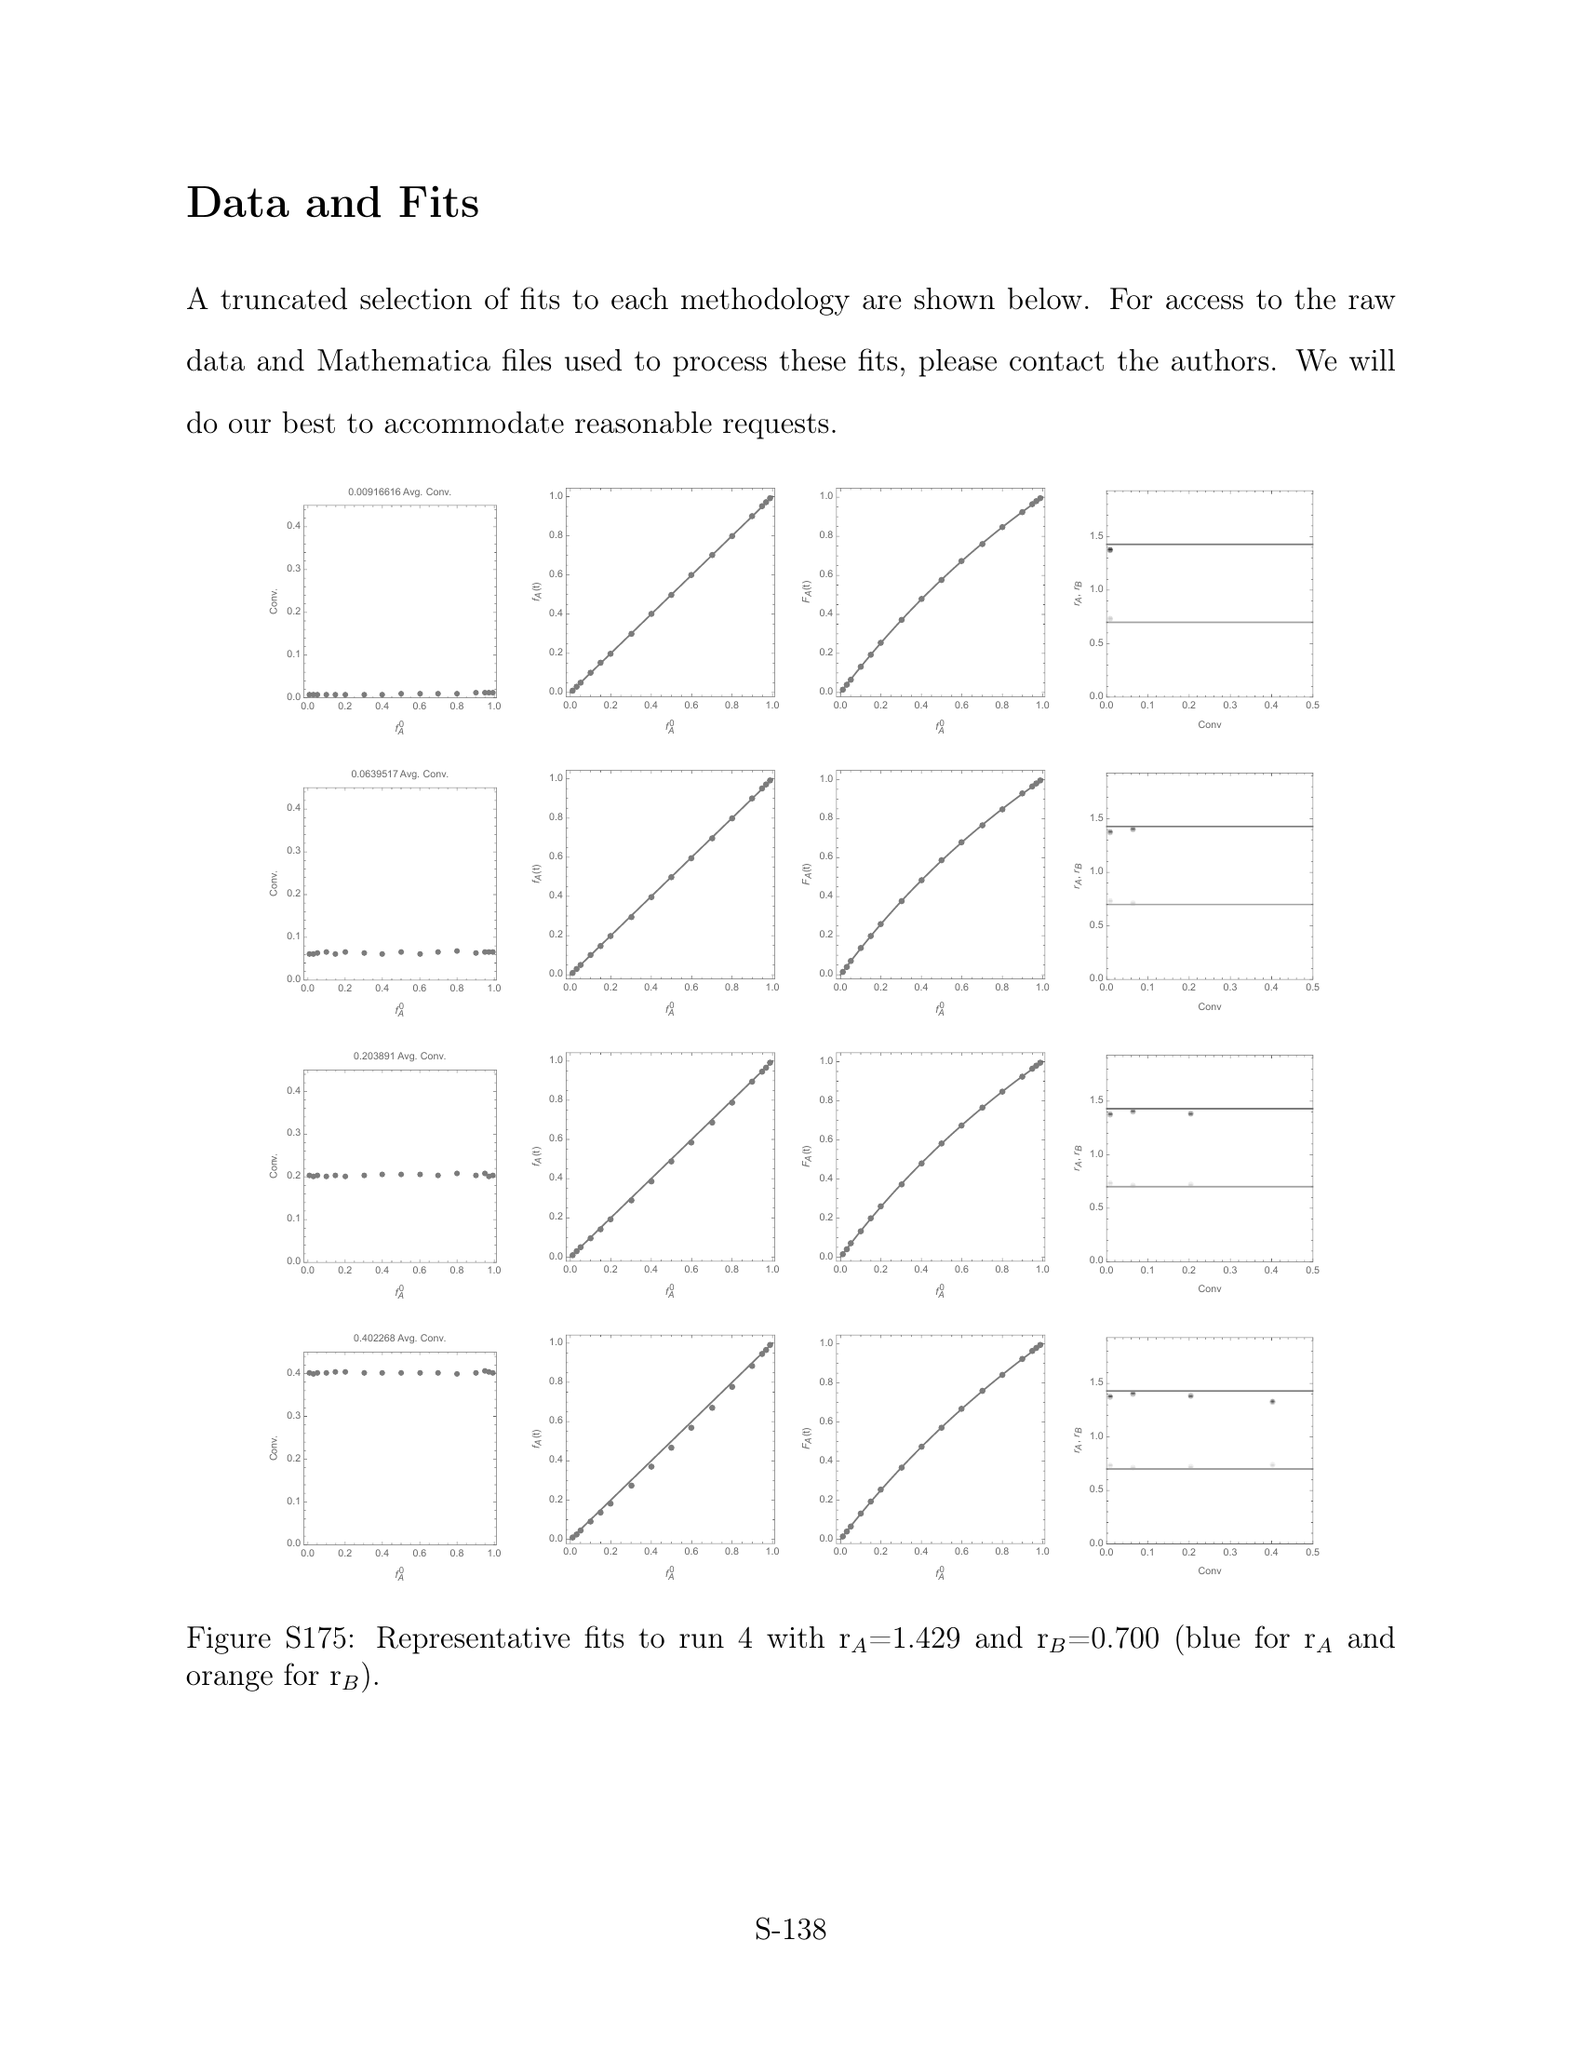 Data and Fits
A truncated selection of fits to each methodology are shown below. For access to the raw
data and Mathematica files used to process these fits, please contact the authors. We will
do our best to accommodate reasonable requests.
0.00916616 Avg. Conv.
Conv.
0.4
0.3
0.2
0.1
0.0
0.0 0.2 0.4 0.6 0.8 1.0
f_A^0
f_A(t)
1.0
0.8
0.6
0.4
0.2
0.0
0.0 0.2 0.4 0.6 0.8 1.0
f_A^0
F_A(t)
1.0
0.8
0.6
0.4
0.2
0.0
0.0 0.2 0.4 0.6 0.8 1.0
f_A^0
r_A, r_B
1.5
1.0
0.5
0.0
0.0 0.1 0.2 0.3 0.4 0.5
Conv
0.0639517 Avg. Conv.
Conv.
0.4
0.3
0.2
0.1
0.0
0.0 0.2 0.4 0.6 0.8 1.0
f_A^0
f_A(t)
1.0
0.8
0.6
0.4
0.2
0.0
0.0 0.2 0.4 0.6 0.8 1.0
f_A^0
F_A(t)
1.0
0.8
0.6
0.4
0.2
0.0
0.0 0.2 0.4 0.6 0.8 1.0
f_A^0
r_A, r_B
1.5
1.0
0.5
0.0
0.0 0.1 0.2 0.3 0.4 0.5
Conv
0.203891 Avg. Conv.
Conv.
0.4
0.3
0.2
0.1
0.0
0.0 0.2 0.4 0.6 0.8 1.0
f_A^0
f_A(t)
1.0
0.8
0.6
0.4
0.2
0.0
0.0 0.2 0.4 0.6 0.8 1.0
f_A^0
F_A(t)
1.0
0.8
0.6
0.4
0.2
0.0
0.0 0.2 0.4 0.6 0.8 1.0
f_A^0
r_A, r_B
1.5
1.0
0.5
0.0
0.0 0.1 0.2 0.3 0.4 0.5
Conv
0.402268 Avg. Conv.
Conv.
0.4
0.3
0.2
0.1
0.0
0.0 0.2 0.4 0.6 0.8 1.0
f_A^0
f_A(t)
1.0
0.8
0.6
0.4
0.2
0.0
0.0 0.2 0.4 0.6 0.8 1.0
f_A^0
F_A(t)
1.0
0.8
0.6
0.4
0.2
0.0
0.0 0.2 0.4 0.6 0.8 1.0
f_A^0
r_A, r_B
1.5
1.0
0.5
0.0
0.0 0.1 0.2 0.3 0.4 0.5
Conv
Figure S175: Representative fits to run 4 with r_A=1.429 and r_B=0.700 (blue for r_A and
orange for r_B).
S-138